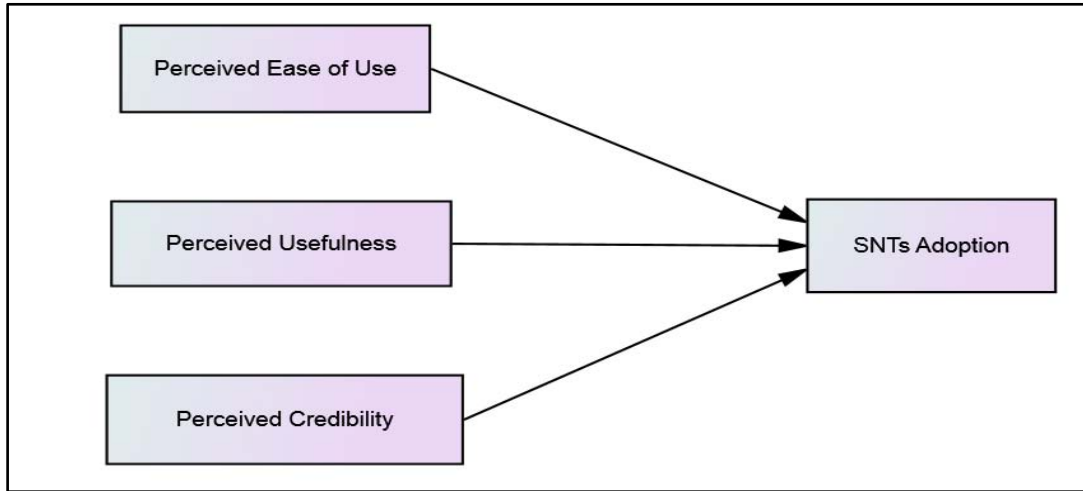 Perceived Ease of Use
Perceived Usefulness
SNTs Adoption
Perceived Credibility